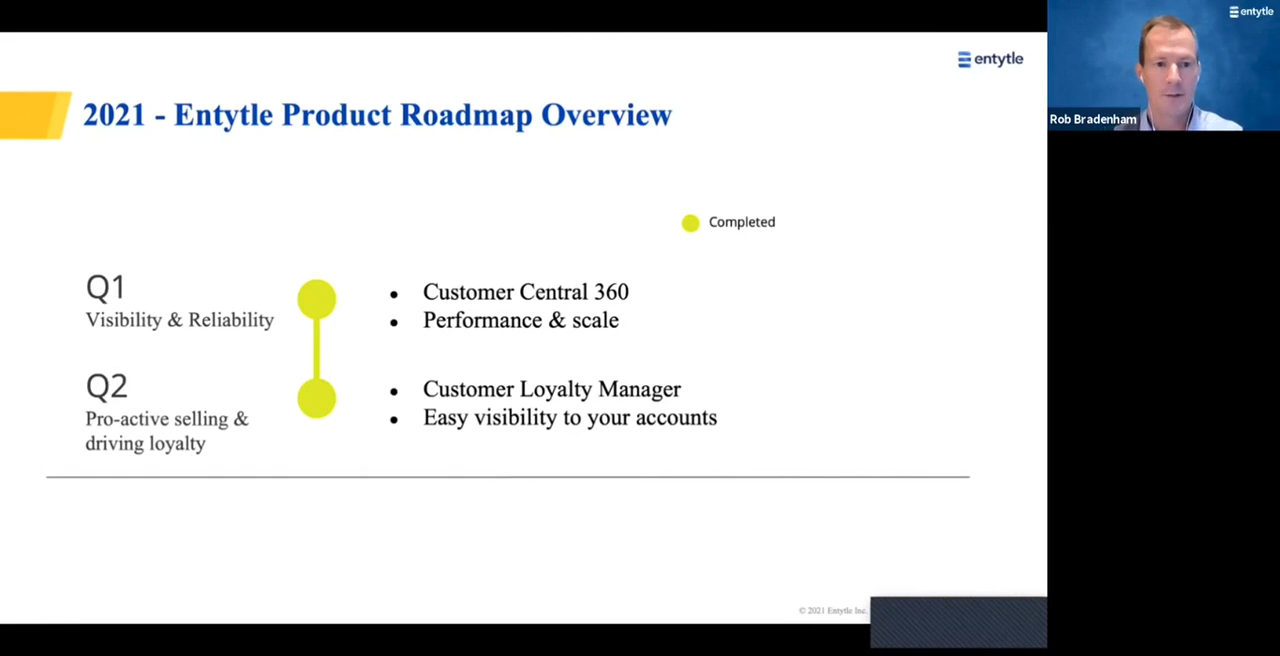 entytle
entytle
2021 - Entytle Product Roadmap Overview
Rob Bradenham
Completed
Q1
Visibility & Reliability
• Customer Central 360
• Performance & scale
Q2
Pro-active selling &
driving loyalty
• Customer Loyalty Manager
• Easy visibility to your accounts
© 2021 Entytle Inc.